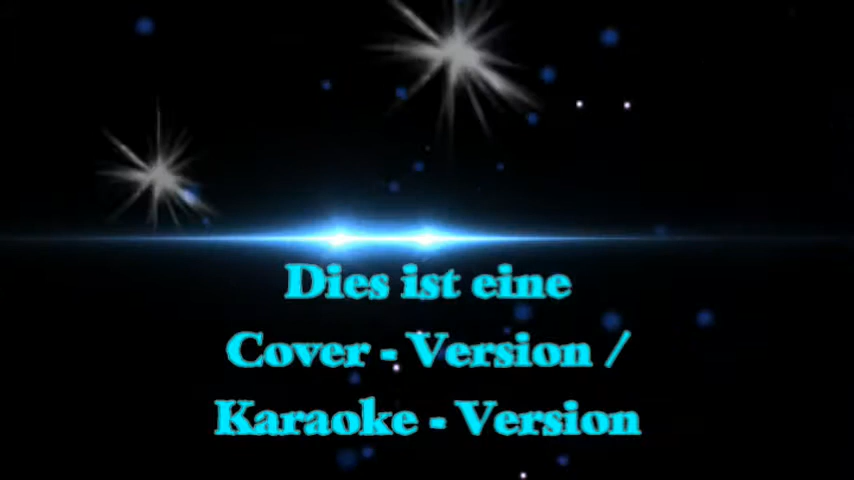 Dies ist eine
Cover - Version /
Karaoke - Version